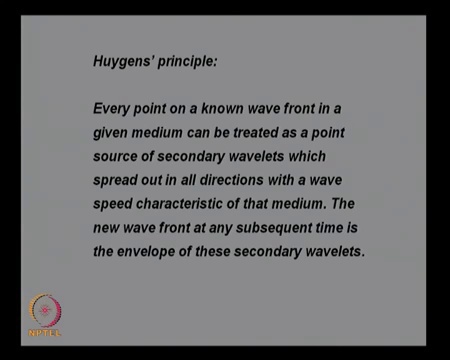 Huygens' principle:
Every point on a known wave front in a
given medium can be treated as a point
source of secondary wavelets which
spread out in all directions with a wave
speed characteristic of that medium. The
new wave front at any subsequent time is
the envelope of these secondary wavelets.
NPTEL